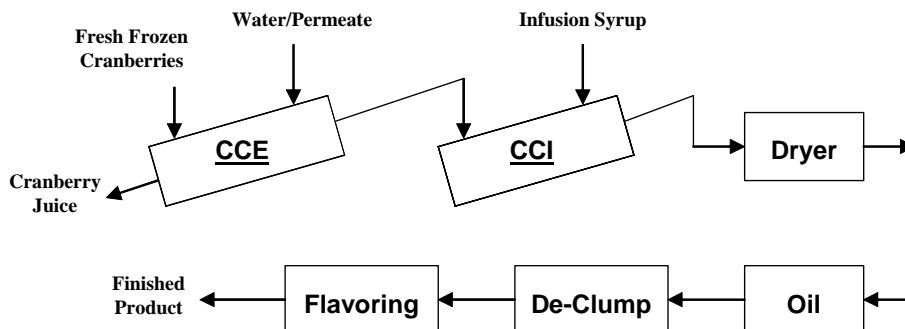 Water/Permeate
Infusion Syrup
Fresh Frozen
Cranberries
CCE
CCI
Dryer
Cranberry
Juice
Finished
Product
Flavoring
De-Clump
Oil